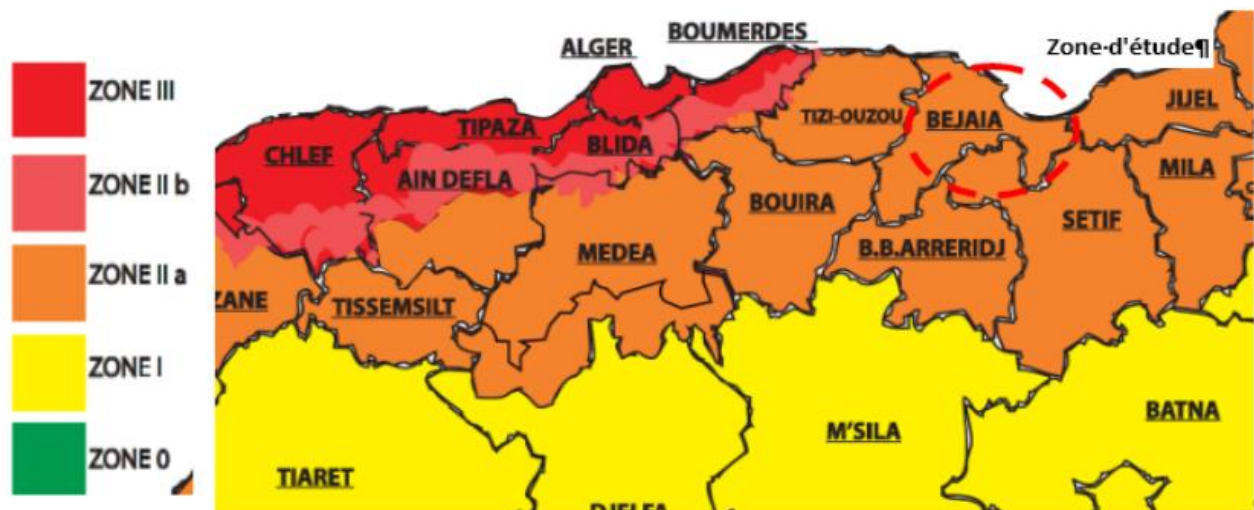 ZONE III
ZONE II b
ZONE II a
ZONE I
ZONE 0
ALGER
BOUMERDES
Zone·d'étude¶
TIPAZA
BLIDA
CHLEF
AIN DEFLA
TIZI-OUZOU
BEJAIA
JIJEL
MILA
BOUIRA
SETIF
MEDEA
B.B.ARRERIDJ
ZANE
TISSEMSILT
BATNA
M'SILA
TIARET
DJELFA